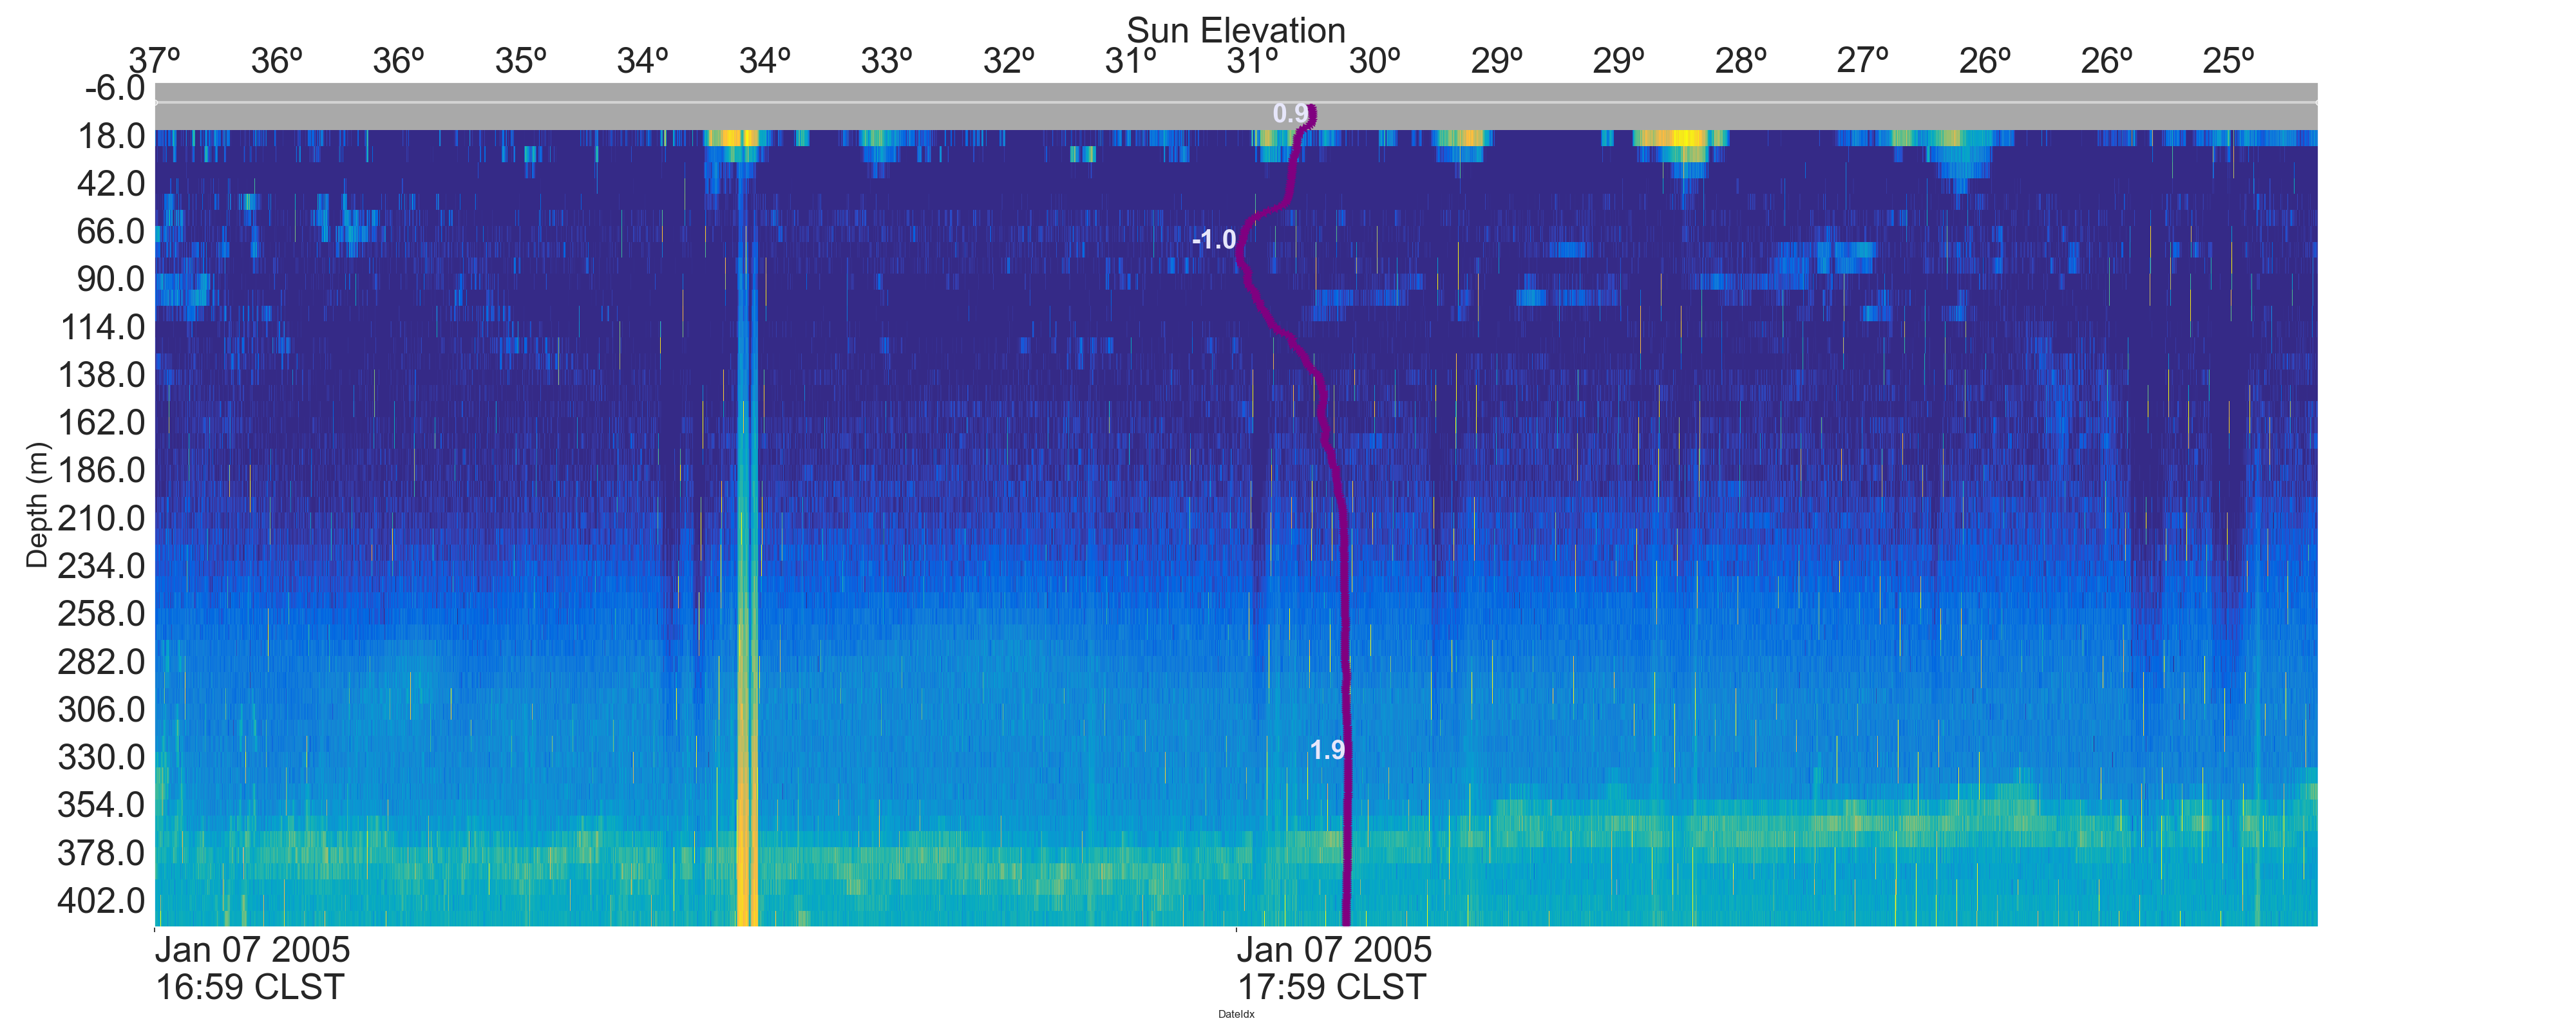 Sun Elevation
37º 36º 36º 35º 34º 34º 33º 32º 31º 31º 30º 29º 29º 28º 27º 26º 26º 25º
-6.0
0.9
18.0
42.0
66.0
-1.0
90.0
114.0
138.0
162.0
186.0
210.0
234.0
258.0
282.0
306.0
330.0
1.9
354.0
378.0
402.0
Depth (m)
Jan 07 2005
16:59 CLST
Jan 07 2005
17:59 CLST
DateIdx